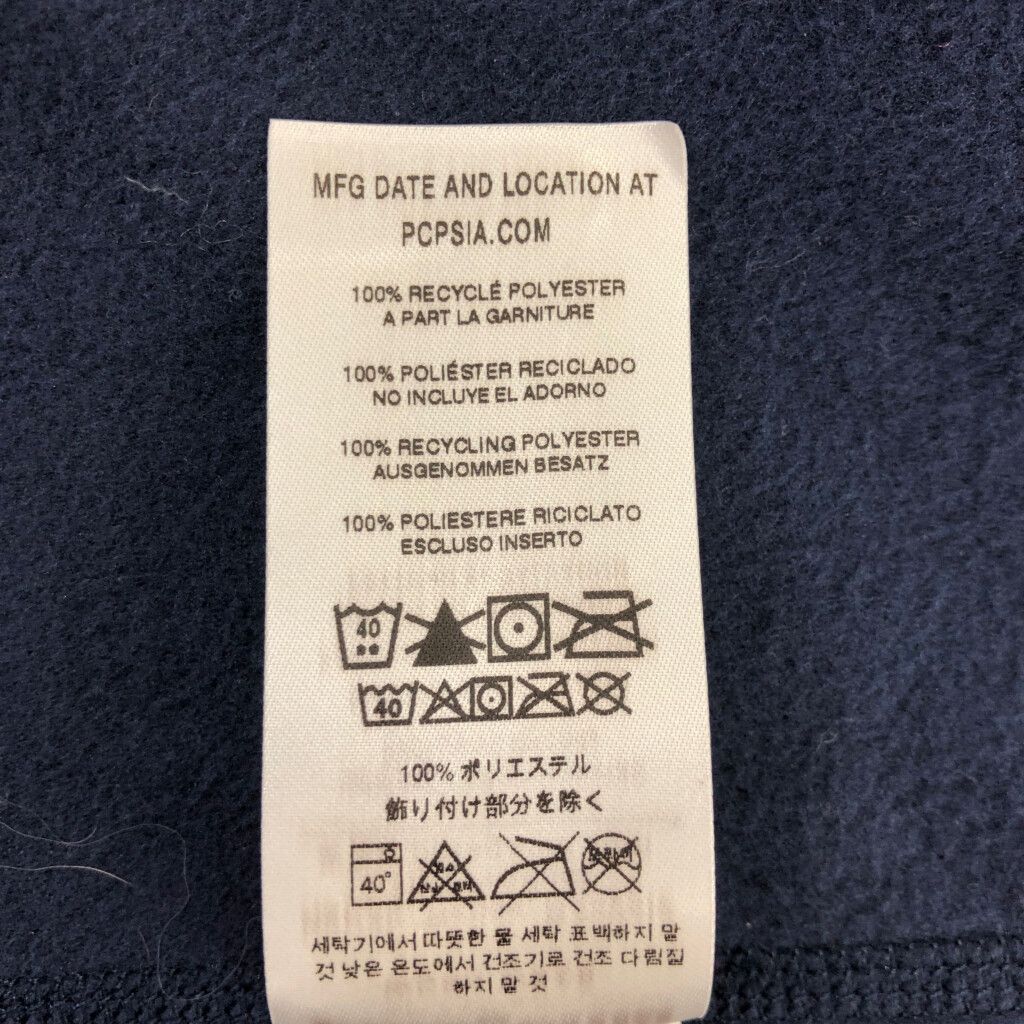 MFG DATE AND LOCATION AT
PCPSIA.COM
100% RECYCLÉ POLYESTER
A PART LA GARNITURE
100% POLIÉSTER RECICLADO
NO INCLUYE EL ADORNO
100% RECYCLING POLYESTER
AUSGENOMMEN BESATZ
100% POLIESTERE RICICLATO
ESCLUSO INSERTO
40
40
100% ポリエステル
飾り付け部分を除く
40°
세탁기에서 따뜻한 물 세탁 표백하지 말
것 낮은 온도에서 건조기로 건조 다림질
하지 말 것